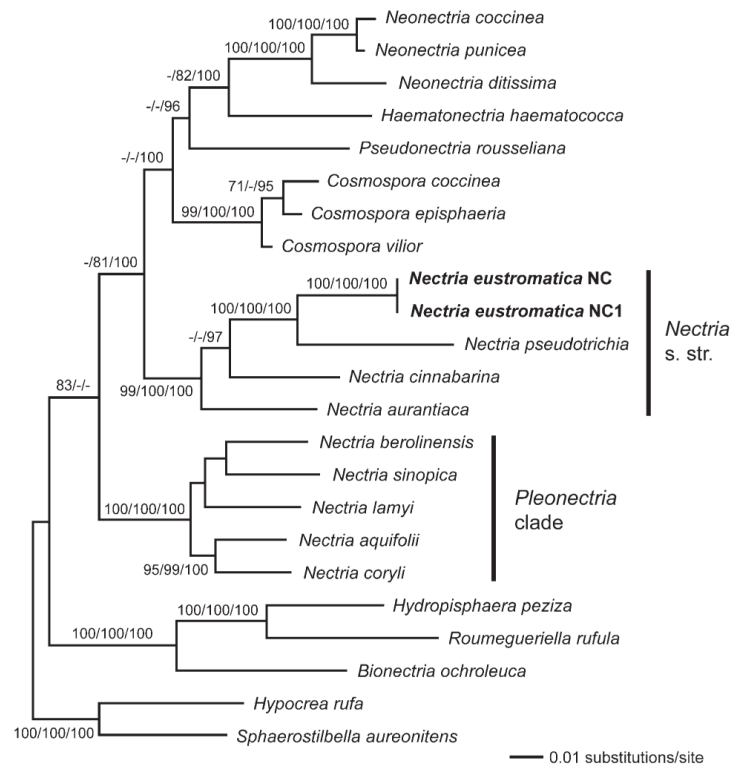 100/100/100
Neonectria coccinea
100/100/100
Neonectria punicea
-/82/100
Neonectria ditissima
-/-/96
Haematonectria haematococca
-/-/100
Pseudonectria rousseliana
71/-/95
Cosmospora coccinea
99/100/100
Cosmospora episphaeria
Cosmospora vilior
-/81/100
100/100/100
Nectria eustromatica NC
100/100/100
Nectria eustromatica NC1
-/-/97
Nectria pseudotrichia
Nectria
s. str.
99/100/100
Nectria cinnabarina
83/-/-
Nectria aurantiaca
Nectria berolinensis
Nectria sinopica
100/100/100
Nectria lamyi
Pleonectria
clade
Nectria aquifolii
95/99/100
Nectria coryli
100/100/100
Hydropisphaera peziza
100/100/100
Roumegueriella rufula
Bionectria ochroleuca
Hypocrea rufa
100/100/100
Sphaerostilbella aureonitens
0.01 substitutions/site